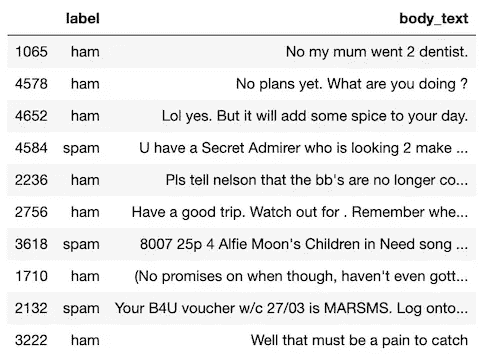 label body_text
1065 ham No my mum went 2 dentist.
4578 ham No plans yet. What are you doing ?
4652 ham Lol yes. But it will add some spice to your day.
4584 spam U have a Secret Admirer who is looking 2 make ...
2236 ham Pls tell nelson that the bb's are no longer co...
2756 ham Have a good trip. Watch out for . Remember whe...
3618 spam 8007 25p 4 Alfie Moon's Children in Need song ...
1710 ham (No promises on when though, haven't even gott...
2132 spam Your B4U voucher w/c 27/03 is MARSMS. Log onto...
3222 ham Well that must be a pain to catch